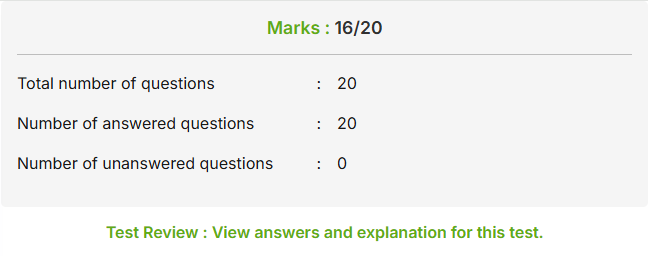 Marks : 16/20
Total number of questions : 20
Number of answered questions : 20
Number of unanswered questions : 0
Test Review : View answers and explanation for this test.